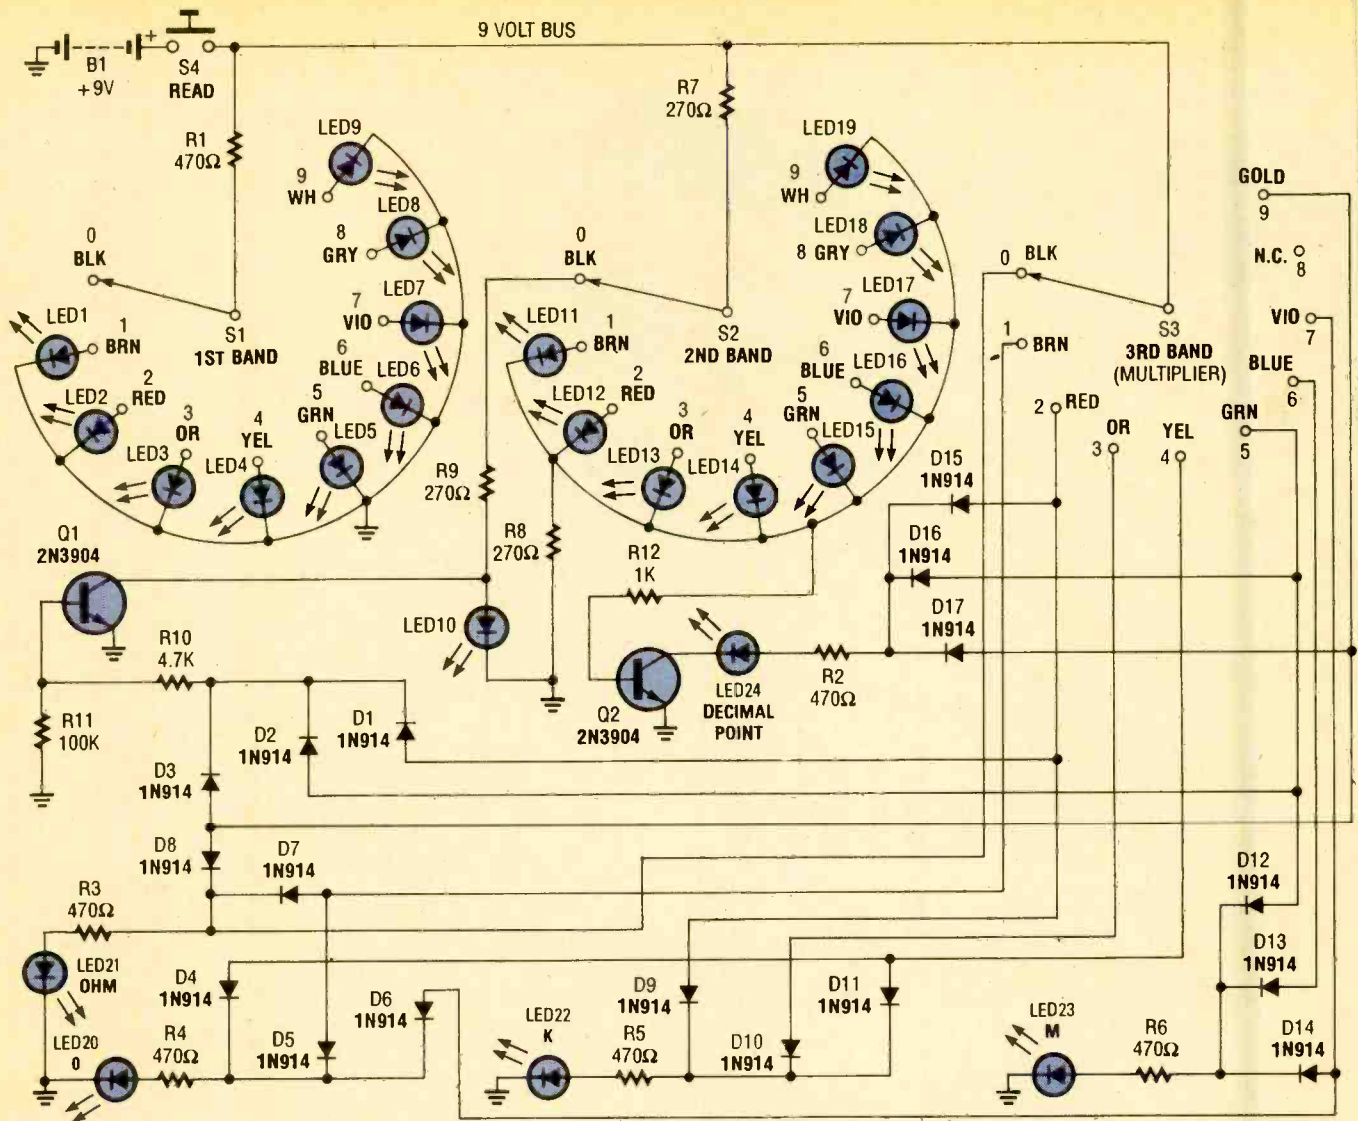 9 VOLT BUS
B1
+9V
+
S4
READ
R1
470Ω
R7
270Ω
LED9
9
WH
LED8
8
GRY
LED7
7
VIO
6
BLUE
LED6
5
GRN
LED5
0
BLK
LED1
1
BRN
LED2
2
RED
LED3
3
OR
LED4
4
YEL
S1
1ST BAND
LED19
9
WH
LED18
8 GRY
LED17
7
VIO
6
BLUE
LED16
5
GRN
LED15
0
BLK
LED11
1
BRN
LED12
2
RED
LED13
3
OR
LED14
4
YEL
S2
2ND BAND
GOLD
9
N.C.
8
VIO
7
BLUE
6
GRN
5
0
BLK
1
BRN
2
RED
3
OR
4
YEL
S3
3RD BAND
(MULTIPLIER)
R9
270Ω
R8
270Ω
Q1
2N3904
R12
1K
D15
1N914
D16
1N914
D17
1N914
LED10
R10
4.7K
R11
100K
Q2
2N3904
LED24
DECIMAL
POINT
R2
470Ω
D2
1N914
D1
1N914
D3
1N914
D8
1N914
D7
1N914
R3
470Ω
LED21
OHM
D4
1N914
D6
1N914
LED20
0
R4
470Ω
D5
1N914
LED22
K
R5
470Ω
D9
1N914
D10
1N914
D11
1N914
LED23
M
R6
470Ω
D12
1N914
D13
1N914
D14
1N914